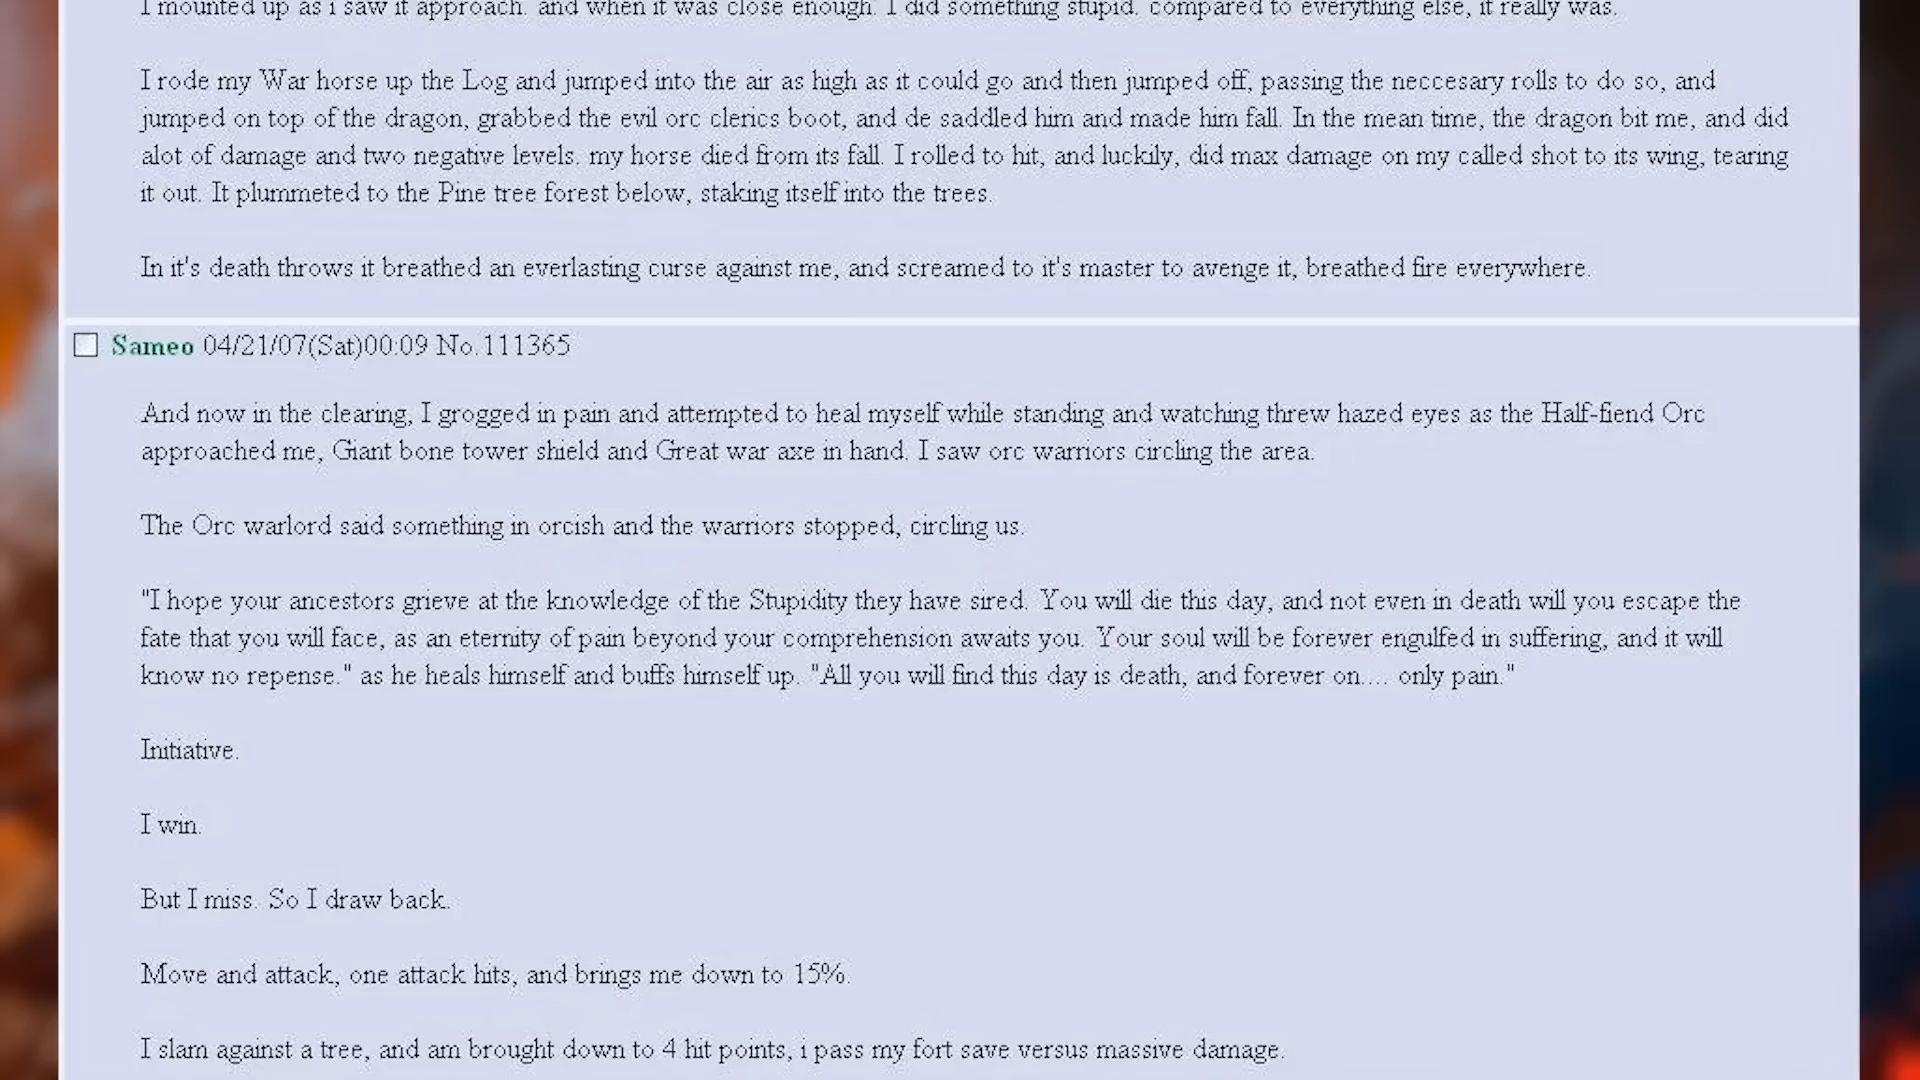 I mounted up as i saw it approach. and when it was close enough. I did something stupid. compared to everything else, it really was.
I rode my War horse up the Log and jumped into the air as high as it could go and then jumped off, passing the neccesary rolls to do so, and
jumped on top of the dragon, grabbed the evil orc clerics boot, and de saddled him and made him fall. In the mean time, the dragon bit me, and did
alot of damage and two negative levels. my horse died from its fall. I rolled to hit, and luckily, did max damage on my called shot to its wing, tearing
it out. It plummeted to the Pine tree forest below, staking itself into the trees.
In it's death throws it breathed an everlasting curse against me, and screamed to it's master to avenge it, breathed fire everywhere.
Sameo 04/21/07(Sat)00:09 No.111365
And now in the clearing, I grogged in pain and attempted to heal myself while standing and watching threw hazed eyes as the Half-fiend Orc
approached me, Giant bone tower shield and Great war axe in hand. I saw orc warriors circling the area.
The Orc warlord said something in orcish and the warriors stopped, circling us.
"I hope your ancestors grieve at the knowledge of the Stupidity they have sired. You will die this day, and not even in death will you escape the
fate that you will face, as an eternity of pain beyond your comprehension awaits you. Your soul will be forever engulfed in suffering, and it will
know no repense." as he heals himself and buffs himself up. "All you will find this day is death, and forever on.... only pain."
Initiative.
I win.
But I miss. So I draw back.
Move and attack, one attack hits, and brings me down to 15%.
I slam against a tree, and am brought down to 4 hit points, i pass my fort save versus massive damage.